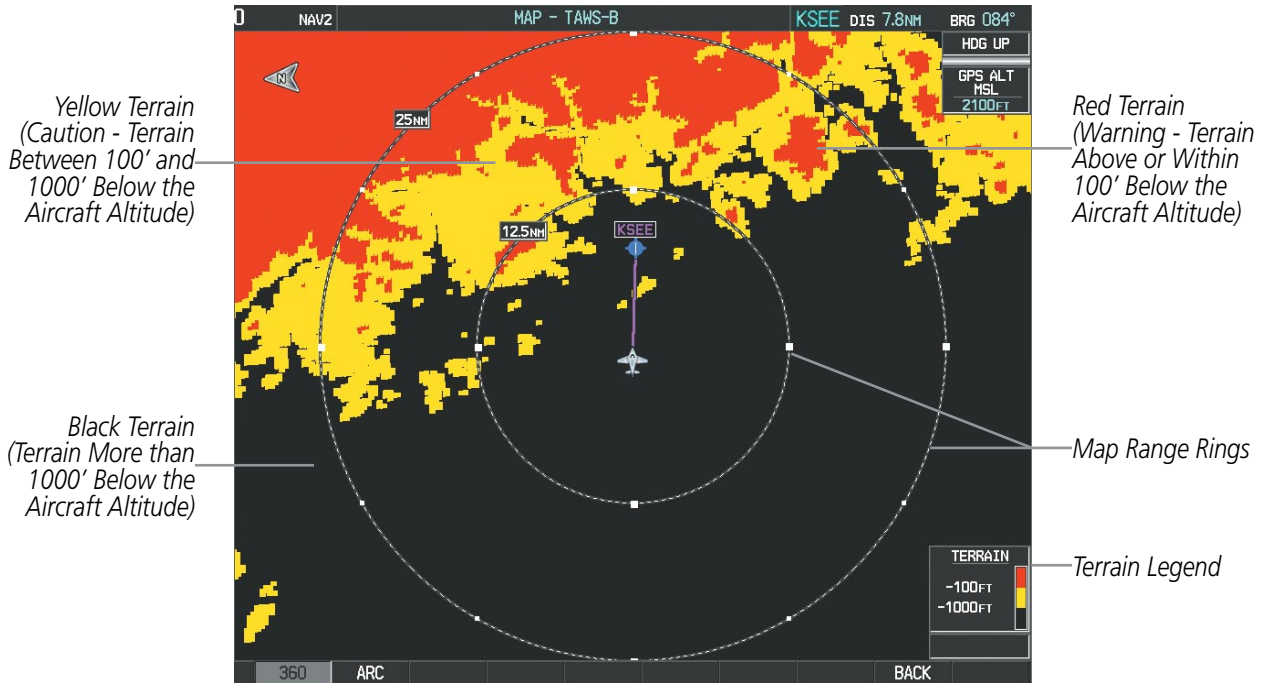 0 NAV2 MAP - TAWS-B KSEE DIS 7.8NM BRG 084°
HDG UP
GPS ALT
MSL
2100FT
N
25NM
12.5NM
KSEE
Yellow Terrain
(Caution - Terrain
Between 100’ and
1000’ Below the
Aircraft Altitude)
Red Terrain
(Warning - Terrain
Above or Within
100’ Below the
Aircraft Altitude)
Black Terrain
(Terrain More than
1000’ Below the
Aircraft Altitude)
Map Range Rings
TERRAIN
-100FT
-1000FT
Terrain Legend
360 ARC BACK